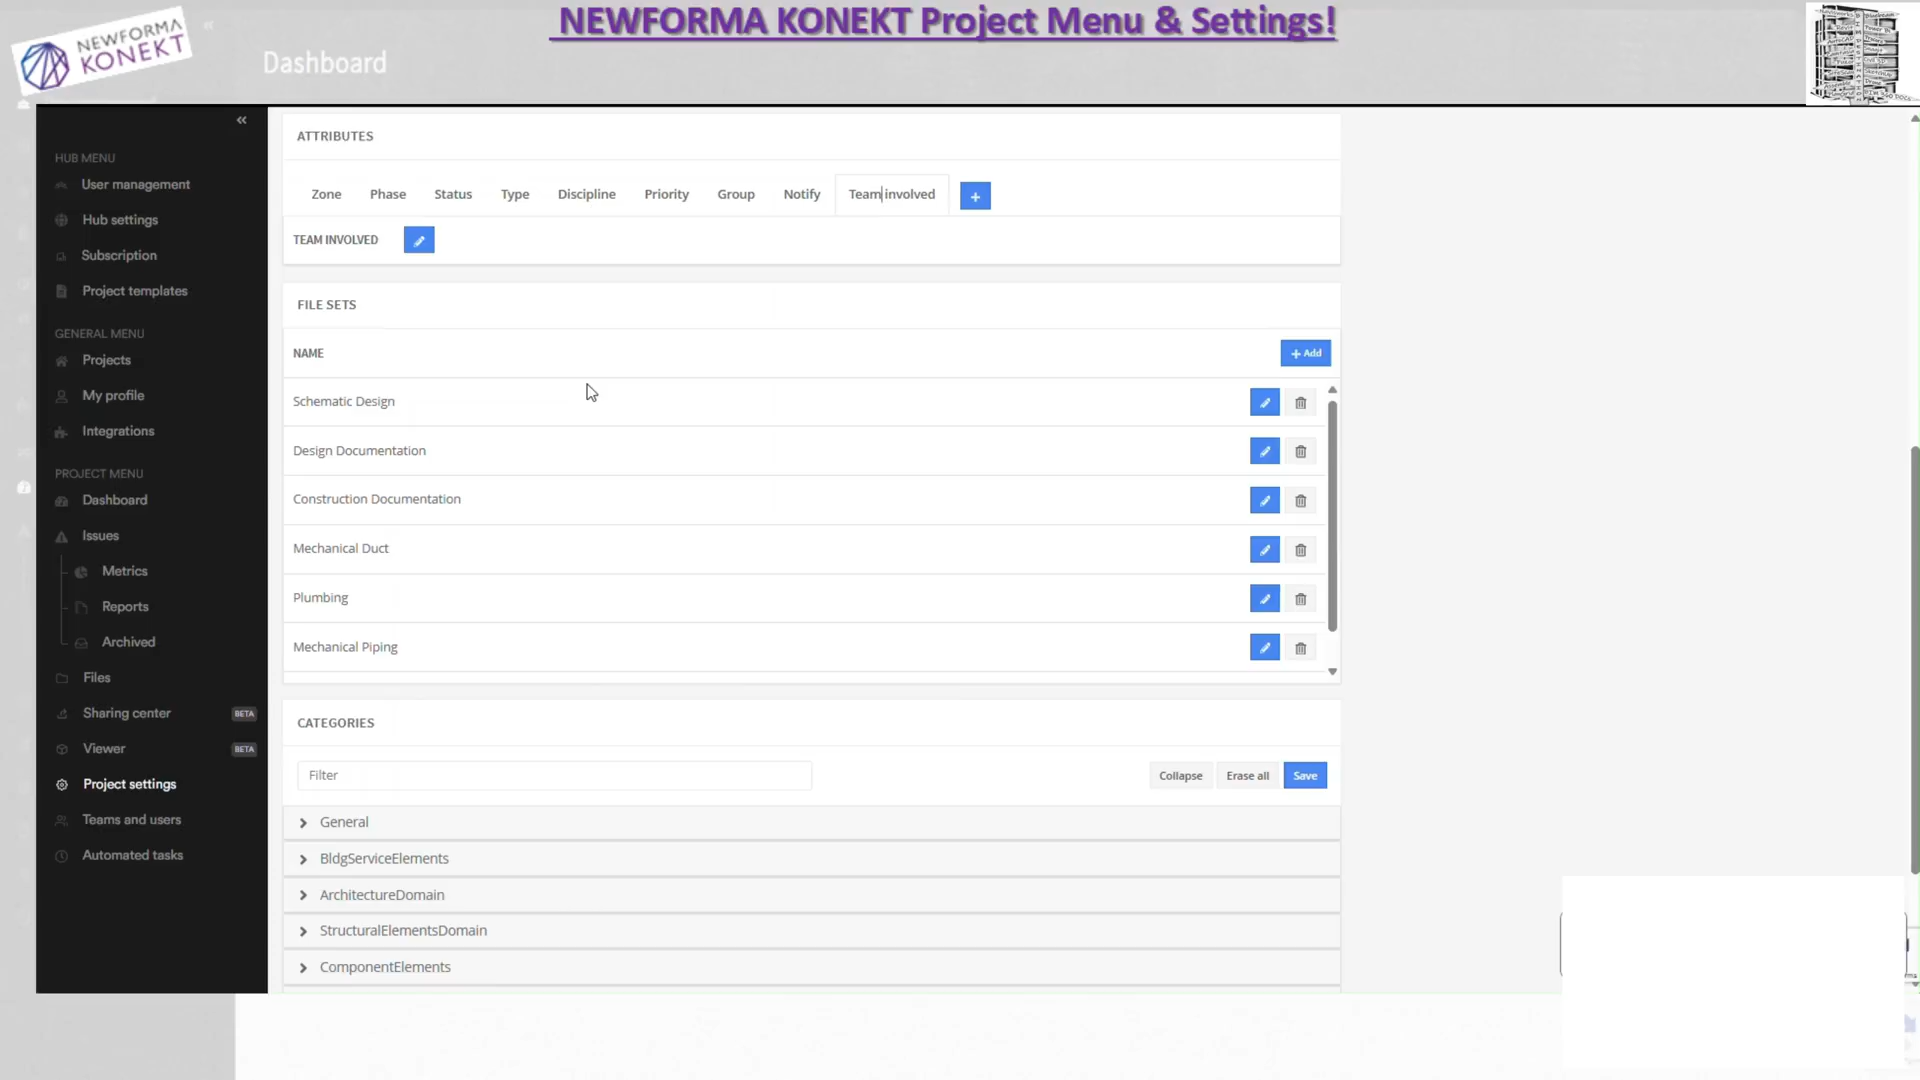 NEWFORMA KONEKT Project Menu & Settings!
NEWFORMA
KONEKT
Dashboard
HUB MENU
User management
Hub settings
Subscription
Project templates
GENERAL MENU
Projects
My profile
Integrations
PROJECT MENU
Dashboard
Issues
Metrics
Reports
Archived
Files
Sharing center BETA
Viewer BETA
Project settings
Teams and users
Automated tasks
ATTRIBUTES
Zone Phase Status Type Discipline Priority Group Notify Team involved +
TEAM INVOLVED
FILE SETS
NAME + Add
Schematic Design
Design Documentation
Construction Documentation
Mechanical Duct
Plumbing
Mechanical Piping
CATEGORIES
Filter Collapse Erase all Save
General
BldgServiceElements
ArchitectureDomain
StructuralElementsDomain
ComponentElements